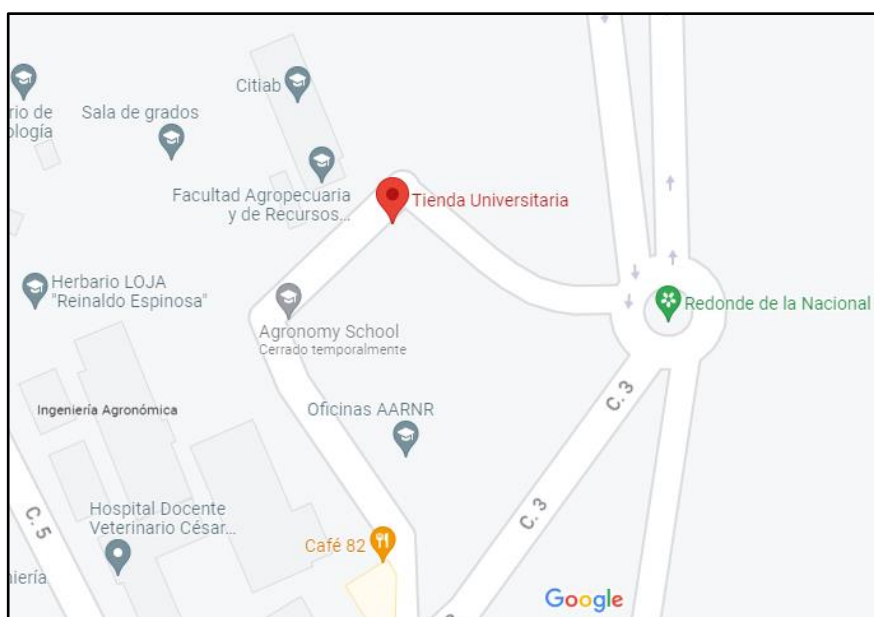 Citiab
rio de
ología
Sala de grados
Facultad Agropecuaria
y de Recursos...
Tienda Universitaria
Herbario LOJA
"Reinaldo Espinosa"
Redonde de la Nacional
Agronomy School
Cerrado temporalmente
Ingeniería Agronómica
Oficinas AARNR
C. 3
C. 3
C. 5
Hospital Docente
Veterinario César...
Café 82
niería
Google